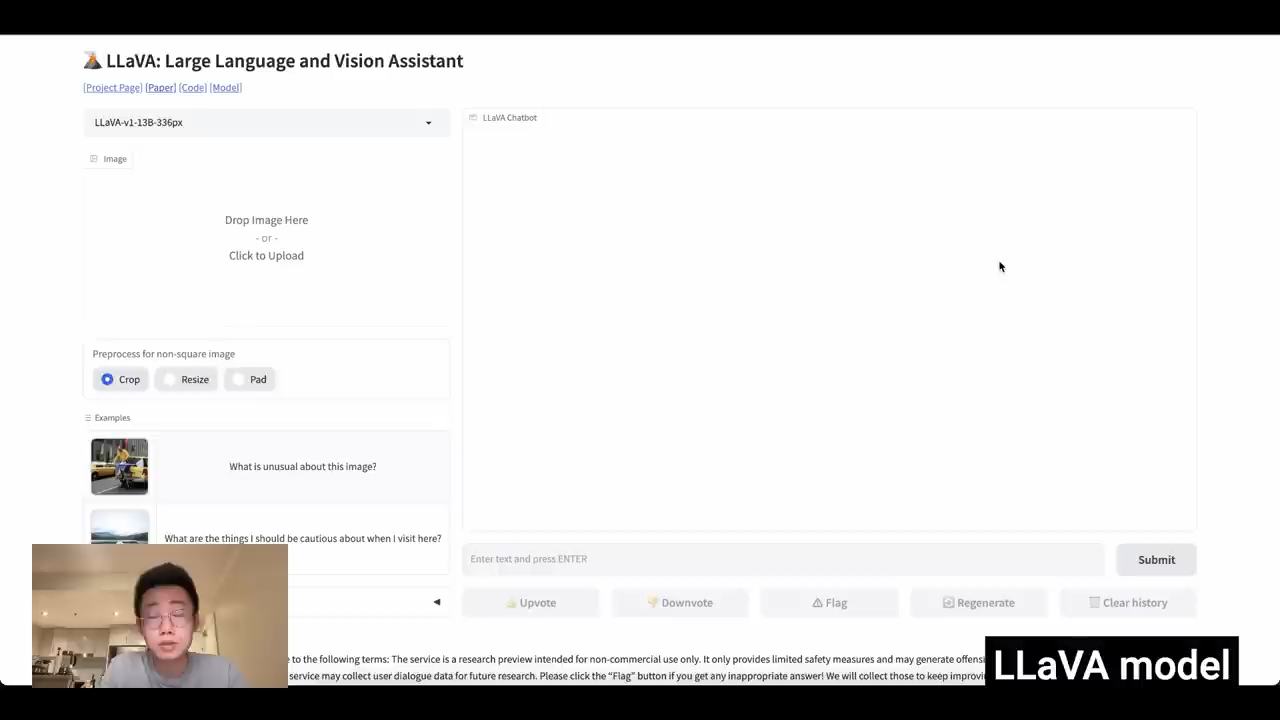 LLaVA: Large Language and Vision Assistant
[Project Page] [Paper] [Code] [Model]
LLaVA-v1-13B-336px
Image
Drop Image Here
- or -
Click to Upload
Preprocess for non-square image
Crop
Resize
Pad
Examples
What is unusual about this image?
What are the things I should be cautious about when I visit here?
LLaVA Chatbot
Enter text and press ENTER
Submit
Upvote
Downvote
Flag
Regenerate
Clear history
e to the following terms: The service is a research preview intended for non-commercial use only. It only provides limited safety measures and may generate offensi
service may collect user dialogue data for future research. Please click the “Flag” button if you get any inappropriate answer! We will collect those to keep improvi
LLaVA model